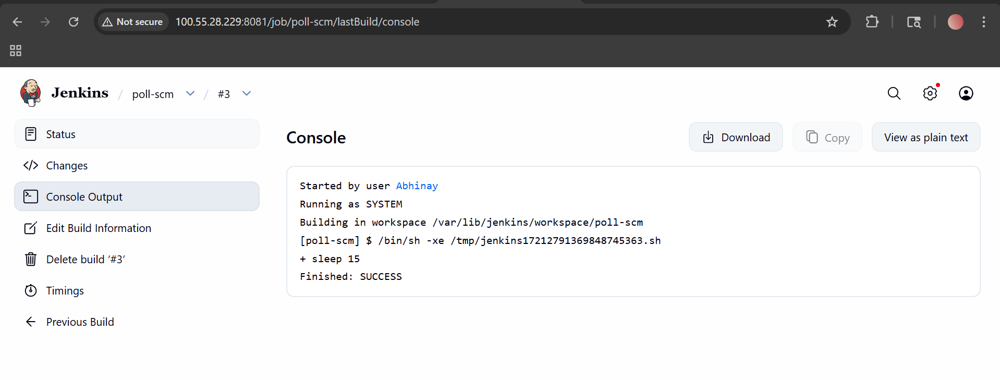 Not secure 100.55.28.229:8081/job/poll-scm/lastBuild/console
Jenkins / poll-scm / #3
Status
Changes
Console Output
Edit Build Information
Delete build ‘#3’
Timings
Previous Build
Console
Download
Copy
View as plain text
Started by user Abhinay
Running as SYSTEM
Building in workspace /var/lib/jenkins/workspace/poll-scm
[poll-scm] $ /bin/sh -xe /tmp/jenkins17212791369848745363.sh
+ sleep 15
Finished: SUCCESS